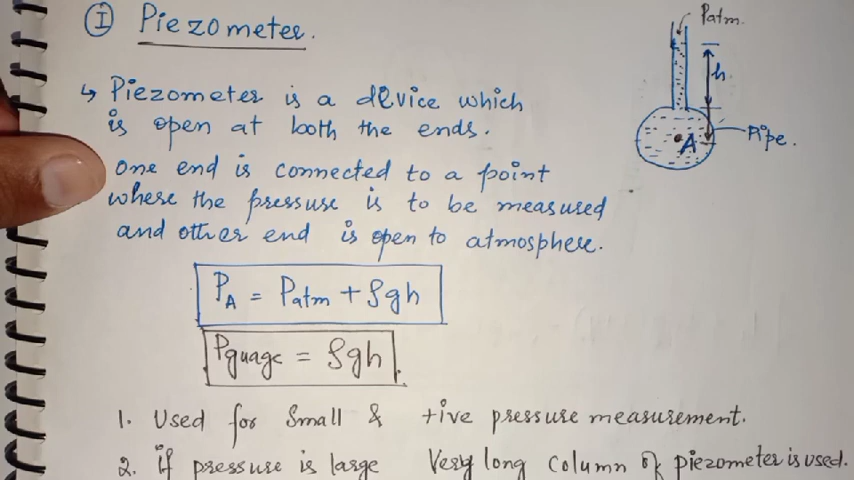 I Piezometer.
Patm.
h.
A
Pipe.
↳ Piezometer is a device which
is open at both the ends.
One end is connected to a point
where the pressure is to be measured
and other end is open to atmosphere.
PA = Patm + ρgh
Pguage = ρgh
1. Used for small & +ive pressure measurement.
2. if pressure is large Very long column of piezometer is used.